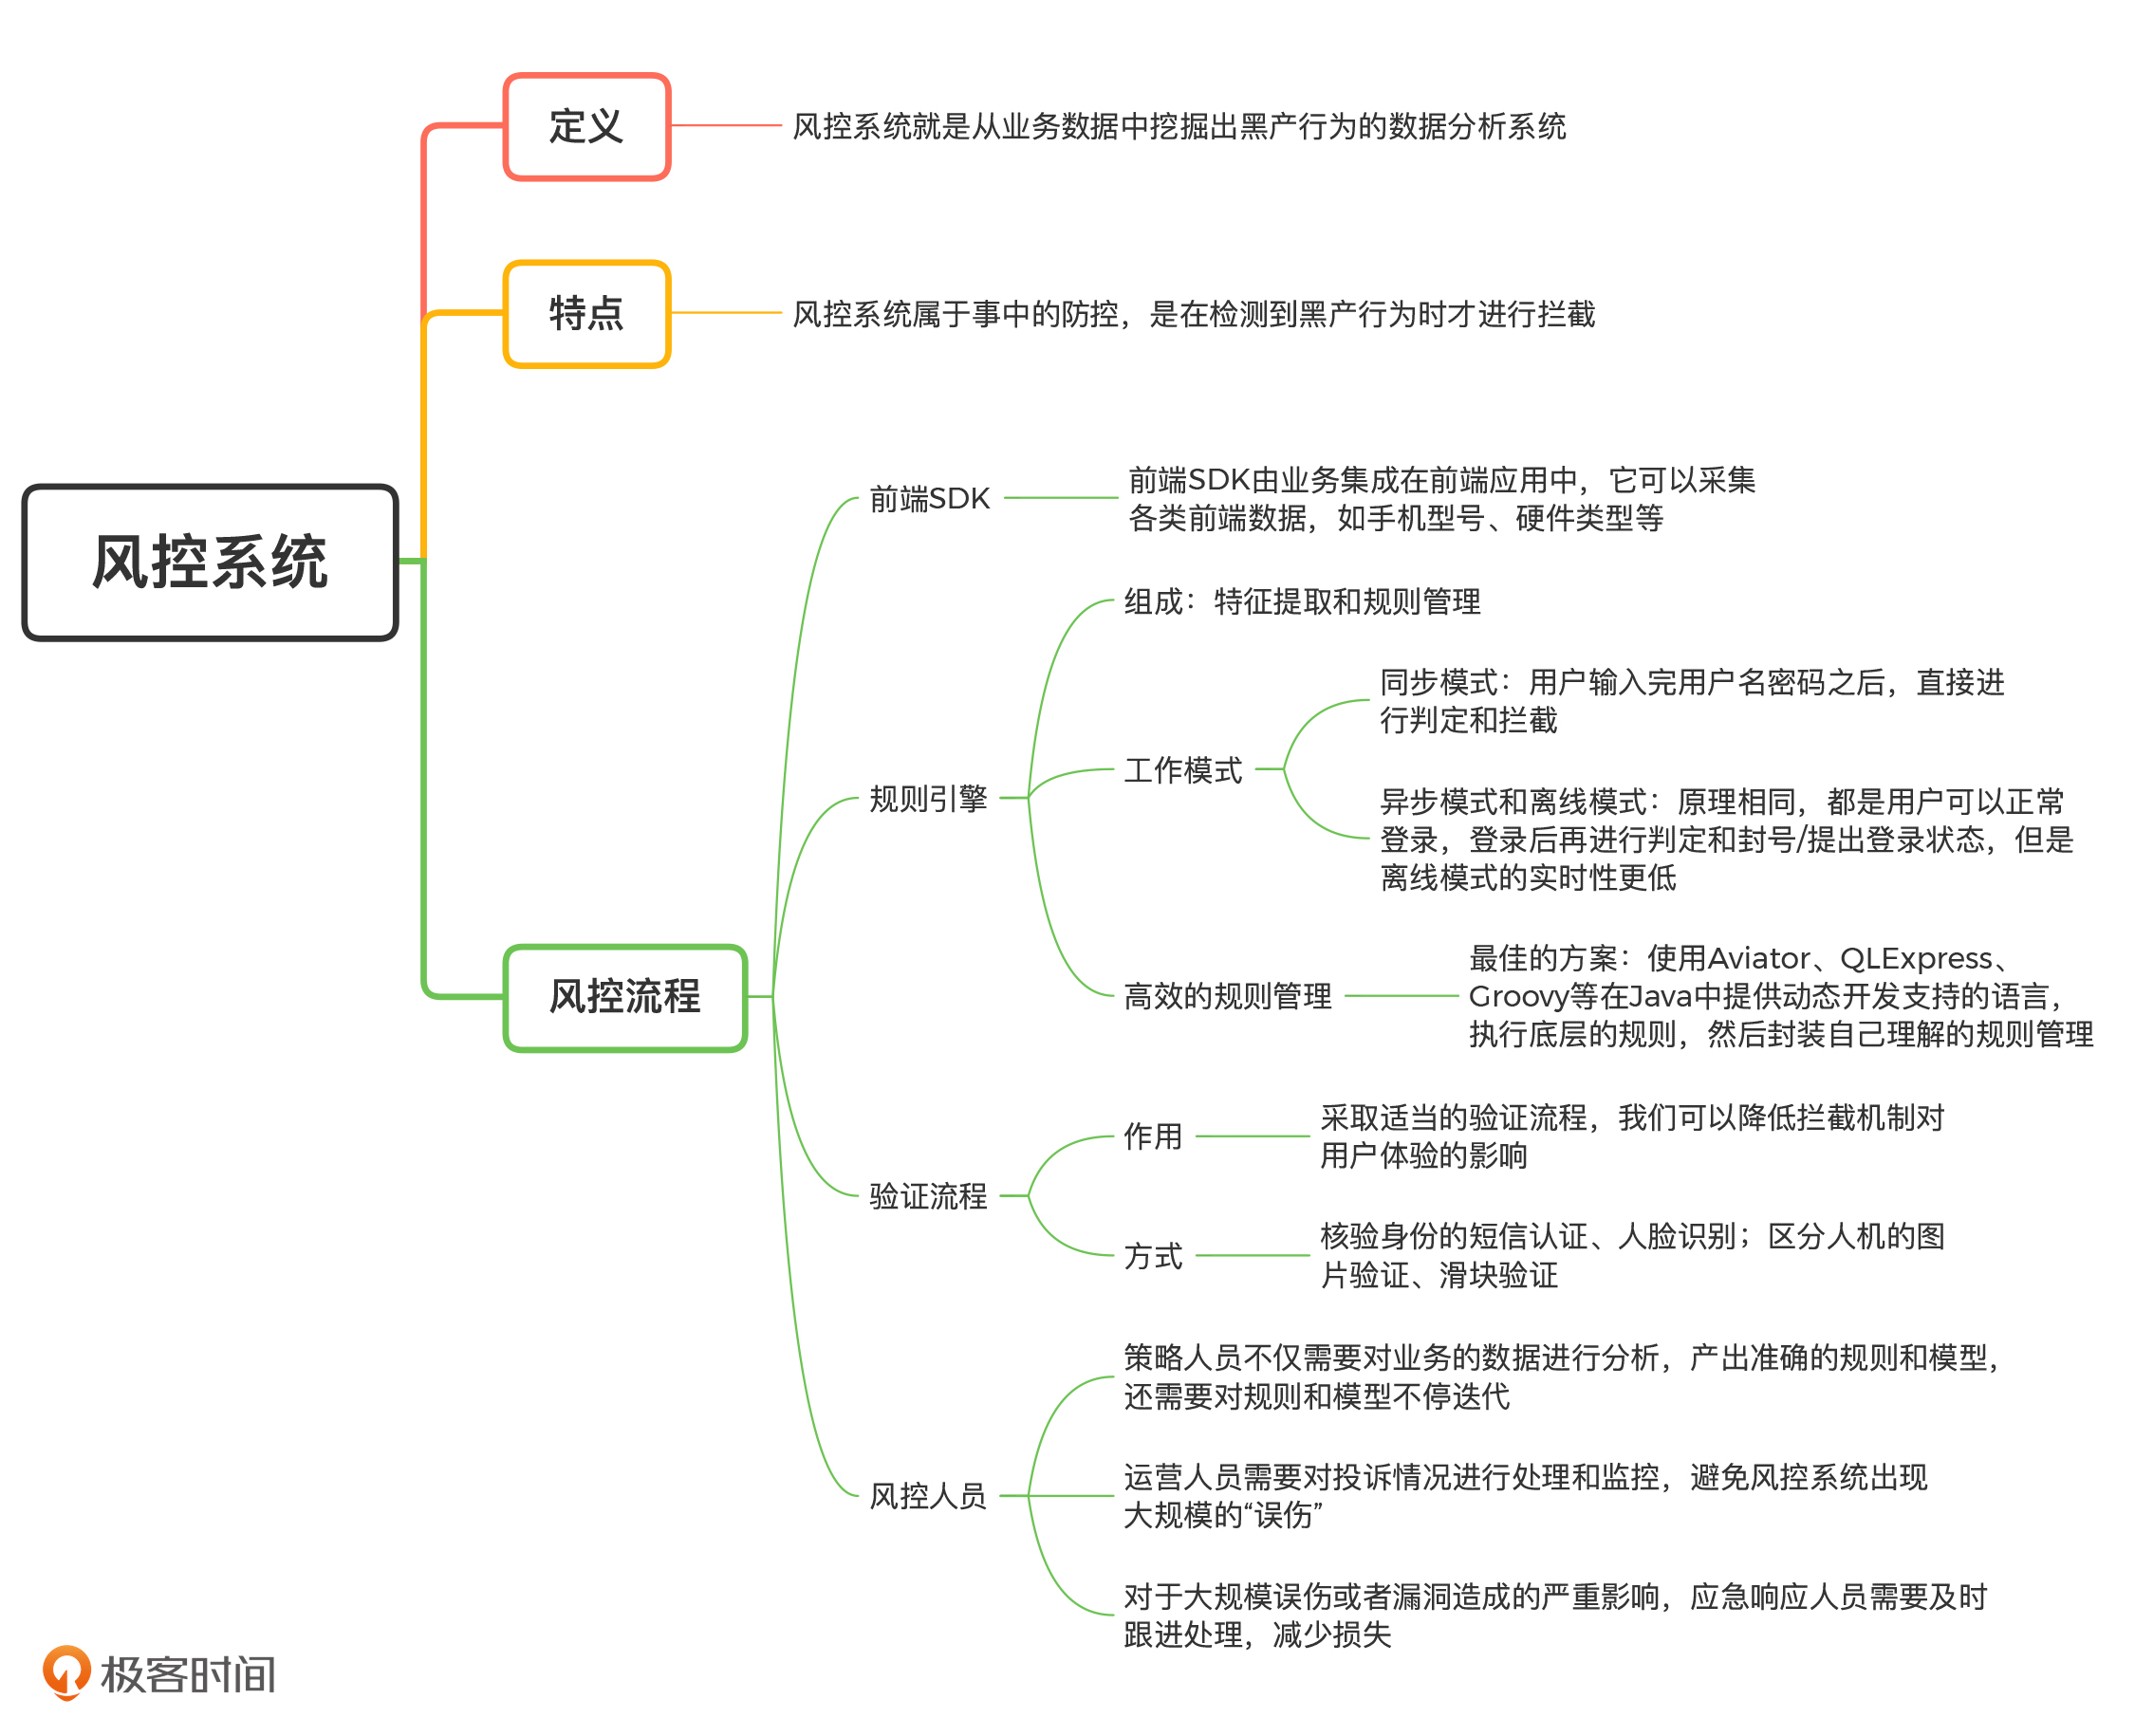 定义
风控系统就是从业务数据中挖掘出黑产行为的数据分析系统
特点
风控系统属于事中的防控，是在检测到黑产行为时才进行拦截
风控系统
前端SDK
前端SDK由业务集成在前端应用中，它可以采集
各类前端数据，如手机型号、硬件类型等
规则引擎
组成：特征提取和规则管理
工作模式
同步模式：用户输入完用户名密码之后，直接进
行判定和拦截
异步模式和离线模式：原理相同，都是用户可以正常
登录，登录后再进行判定和封号/提出登录状态，但是
离线模式的实时性更低
高效的规则管理
最佳的方案：使用Aviator、QLExpress、
Groovy等在Java中提供动态开发支持的语言，
执行底层的规则，然后封装自己理解的规则管理
风控流程
验证流程
作用
采取适当的验证流程，我们可以降低拦截机制对
用户体验的影响
方式
核验身份的短信认证、人脸识别；区分人机的图
片验证、滑块验证
风控人员
策略人员不仅需要对业务的数据进行分析，产出准确的规则和模型，
还需要对规则和模型不停迭代
运营人员需要对投诉情况进行处理和监控，避免风控系统出现
大规模的“误伤”
对于大规模误伤或者漏洞造成的严重影响，应急响应人员需要及时
跟进处理，减少损失
极客时间